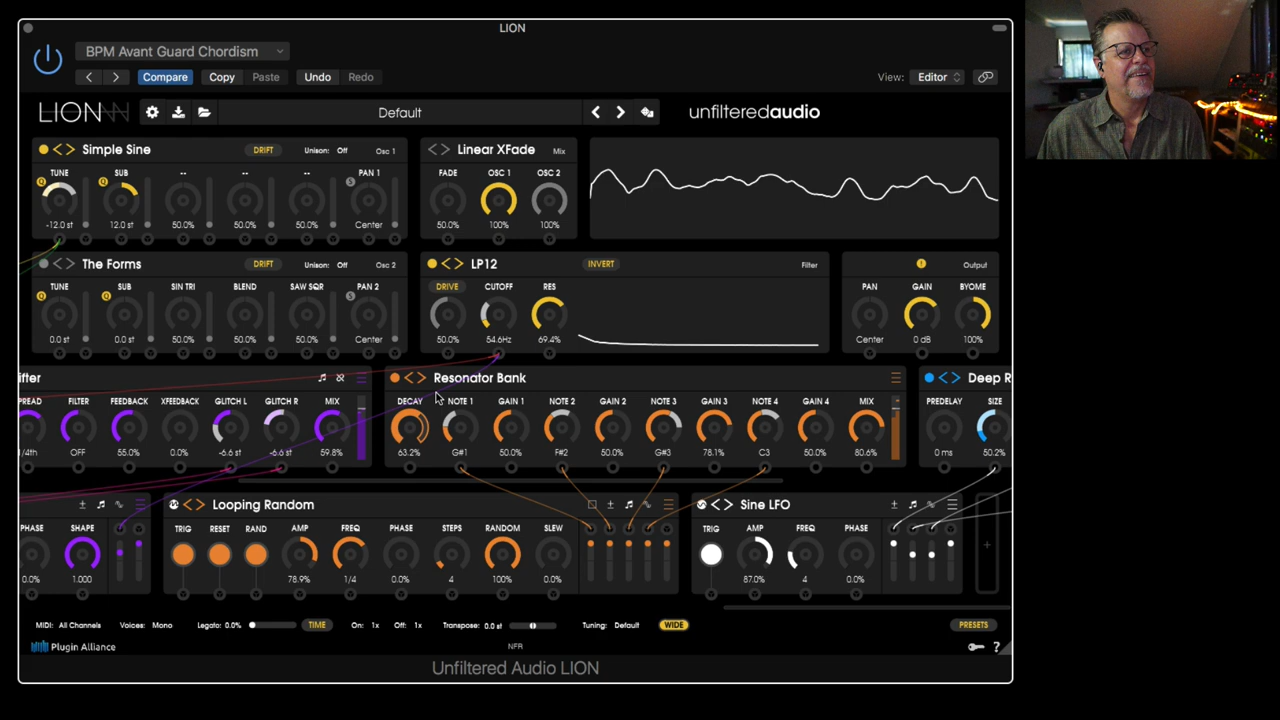 LION
BPM Avant Guard Chordism
Compare Copy Paste Undo Redo View: Editor
LION Default unfilteredaudio
Simple Sine DRIFT Unison: Off Osc 1
TUNE SUB -- -- -- PAN 1
-12.0 st 12.0 st 50.0% 50.0% 50.0% Center
Linear XFade Mix
FADE OSC 1 OSC 2
50.0% 100% 100%
The Forms DRIFT Unison: Off Osc 2
TUNE SUB SIN TRI BLEND SAW SQR PAN 2
0.0 st 0.0 st 50.0% 50.0% 50.0% Center
LP12 INVERT Filter
DRIVE CUTOFF RES
50.0% 54.6Hz 69.4%
! Output
PAN GAIN BYOME
Center 0 dB 100%
ifter
PREAD FILTER FEEDBACK XFEEDBACK GLITCH L GLITCH R MIX
1/4th OFF 55.0% 0.0% -6.6 st -6.6 st 59.8%
Resonator Bank
DECAY NOTE 1 GAIN 1 NOTE 2 GAIN 2 NOTE 3 GAIN 3 NOTE 4 GAIN 4 MIX
63.2% G#1 50.0% F#2 50.0% G#3 78.1% C3 50.0% 80.6%
Deep R
PREDELAY SIZE
0 ms 50.2%
PHASE SHAPE
0.0% 1.000
Looping Random
TRIG RESET RAND AMP FREQ PHASE STEPS RANDOM SLEW
78.9% 1/4 0.0% 4 100% 0.0%
Sine LFO
TRIG AMP FREQ PHASE
87.0% 4 0.0%
MIDI: All Channels Voices: Mono Legato: 0.0% TIME On: 1x Off: 1x Transpose: 0.0 st Tuning: Default WIDE PRESETS
Plugin Alliance NFR ?
Unfiltered Audio LION